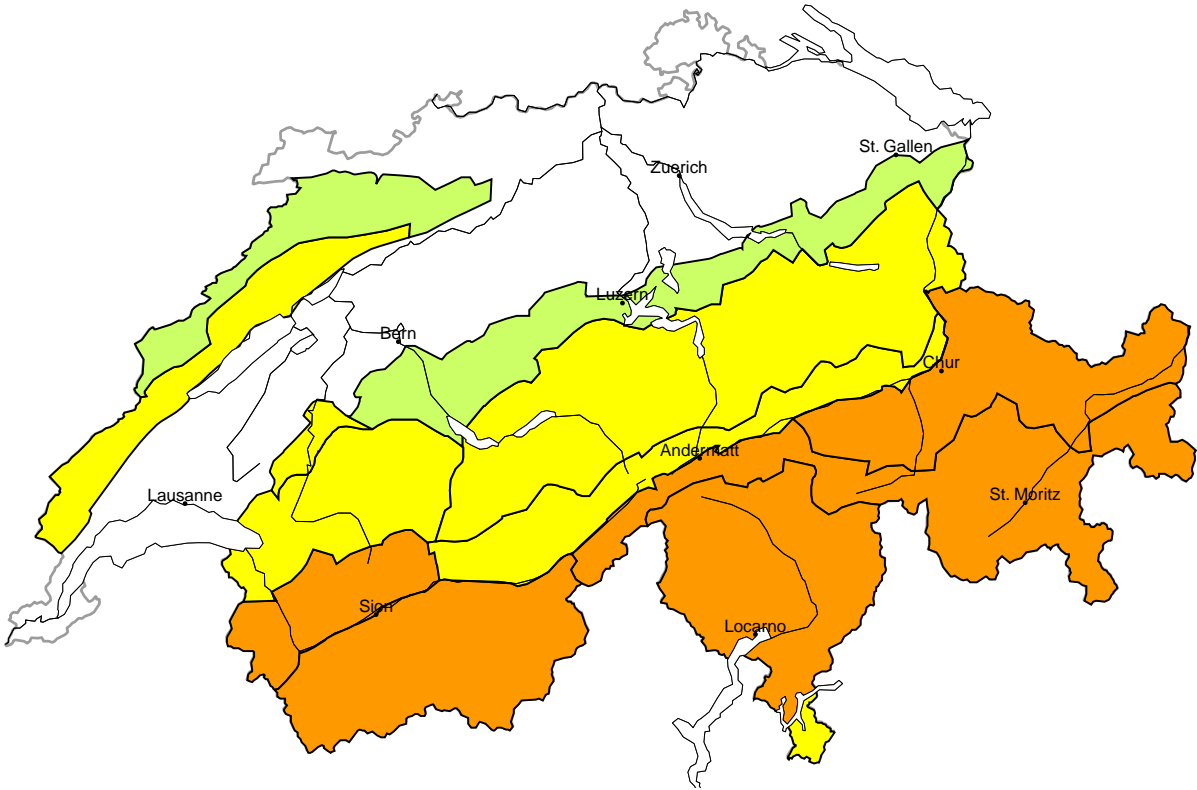 St. Gallen
Zuerich
Luzern
Bern
Chur
Andermatt
Lausanne
St. Moritz
Sion
Locarno